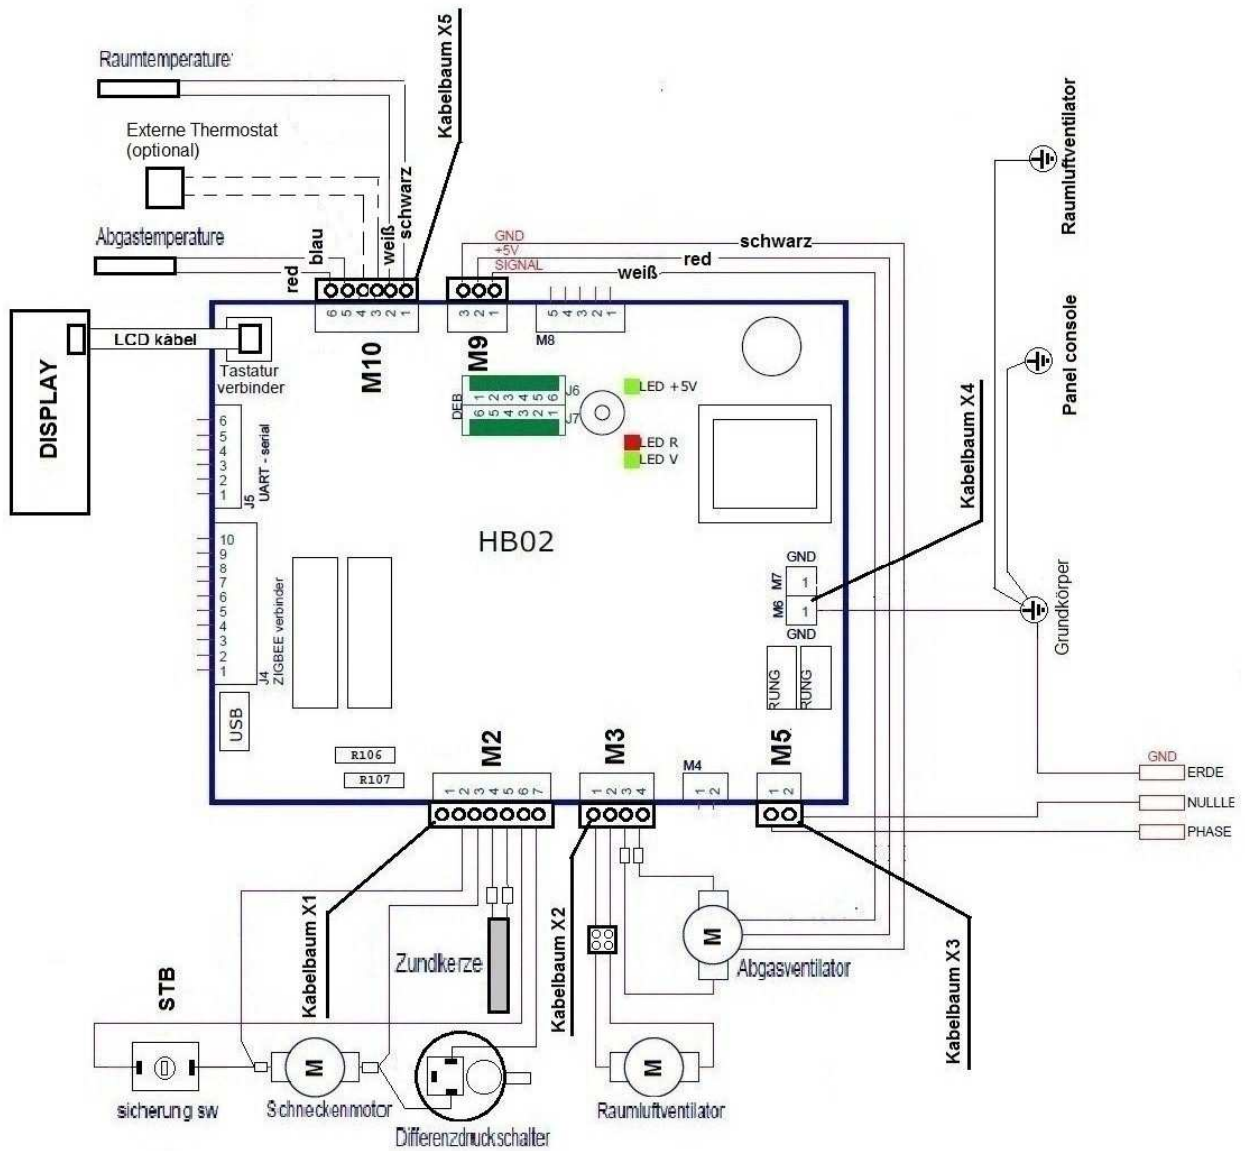 Raumtemperature
Externe Thermostat
(optional)
Abgastemperature
red
blau
weiß
schwarz
Kabelbaum X5
GND
+5V
SIGNAL
schwarz
red
weiß
Raumluftventilator
Panel console
Kabelbaum X4
Grundkörper
DISPLAY
LCD kábel
Tastatur
verbinder
6 5 4 3 2 1
M10
3 2 1
M9
5 4 3 2 1
M8
DEB
1 2 3 4 5 6
J6
6 5 4 3 2 1
J7
LED +5V
LED R
LED V
6
5
4
3
2
1
J5
UART - serial
HB02
10
9
8
7
6
5
4
3
2
1
J4
ZIGBEE verbinder
USB
GND
M7
1
M6
1
GND
RUNG
RUNG
R106
R107
M2
1 2 3 4 5 6 7
M3
1 2 3 4
M4
1 2
M5
1 2
GND
ERDE
NULLLE
PHASE
Kabelbaum X1
Kabelbaum X2
Kabelbaum X3
STB
sicherung sw
M
Schneckenmotor
Zundkerze
Differenzdruckschalter
M
Raumluftventilator
M
Abgasventilator